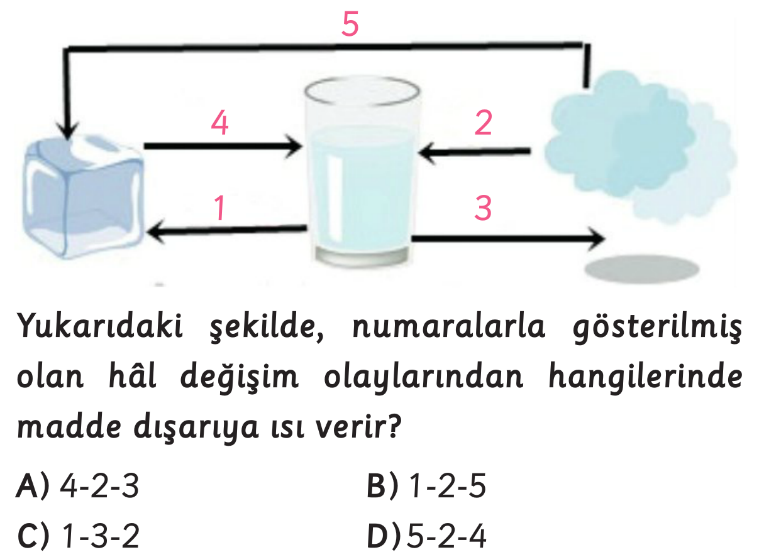 5
4
2
1
3
Yukarıdaki şekilde, numaralarla gösterilmiş
olan hâl değişim olaylarından hangilerinde
madde dışarıya ısı verir?
A) 4-2-3
B) 1-2-5
C) 1-3-2
D) 5-2-4